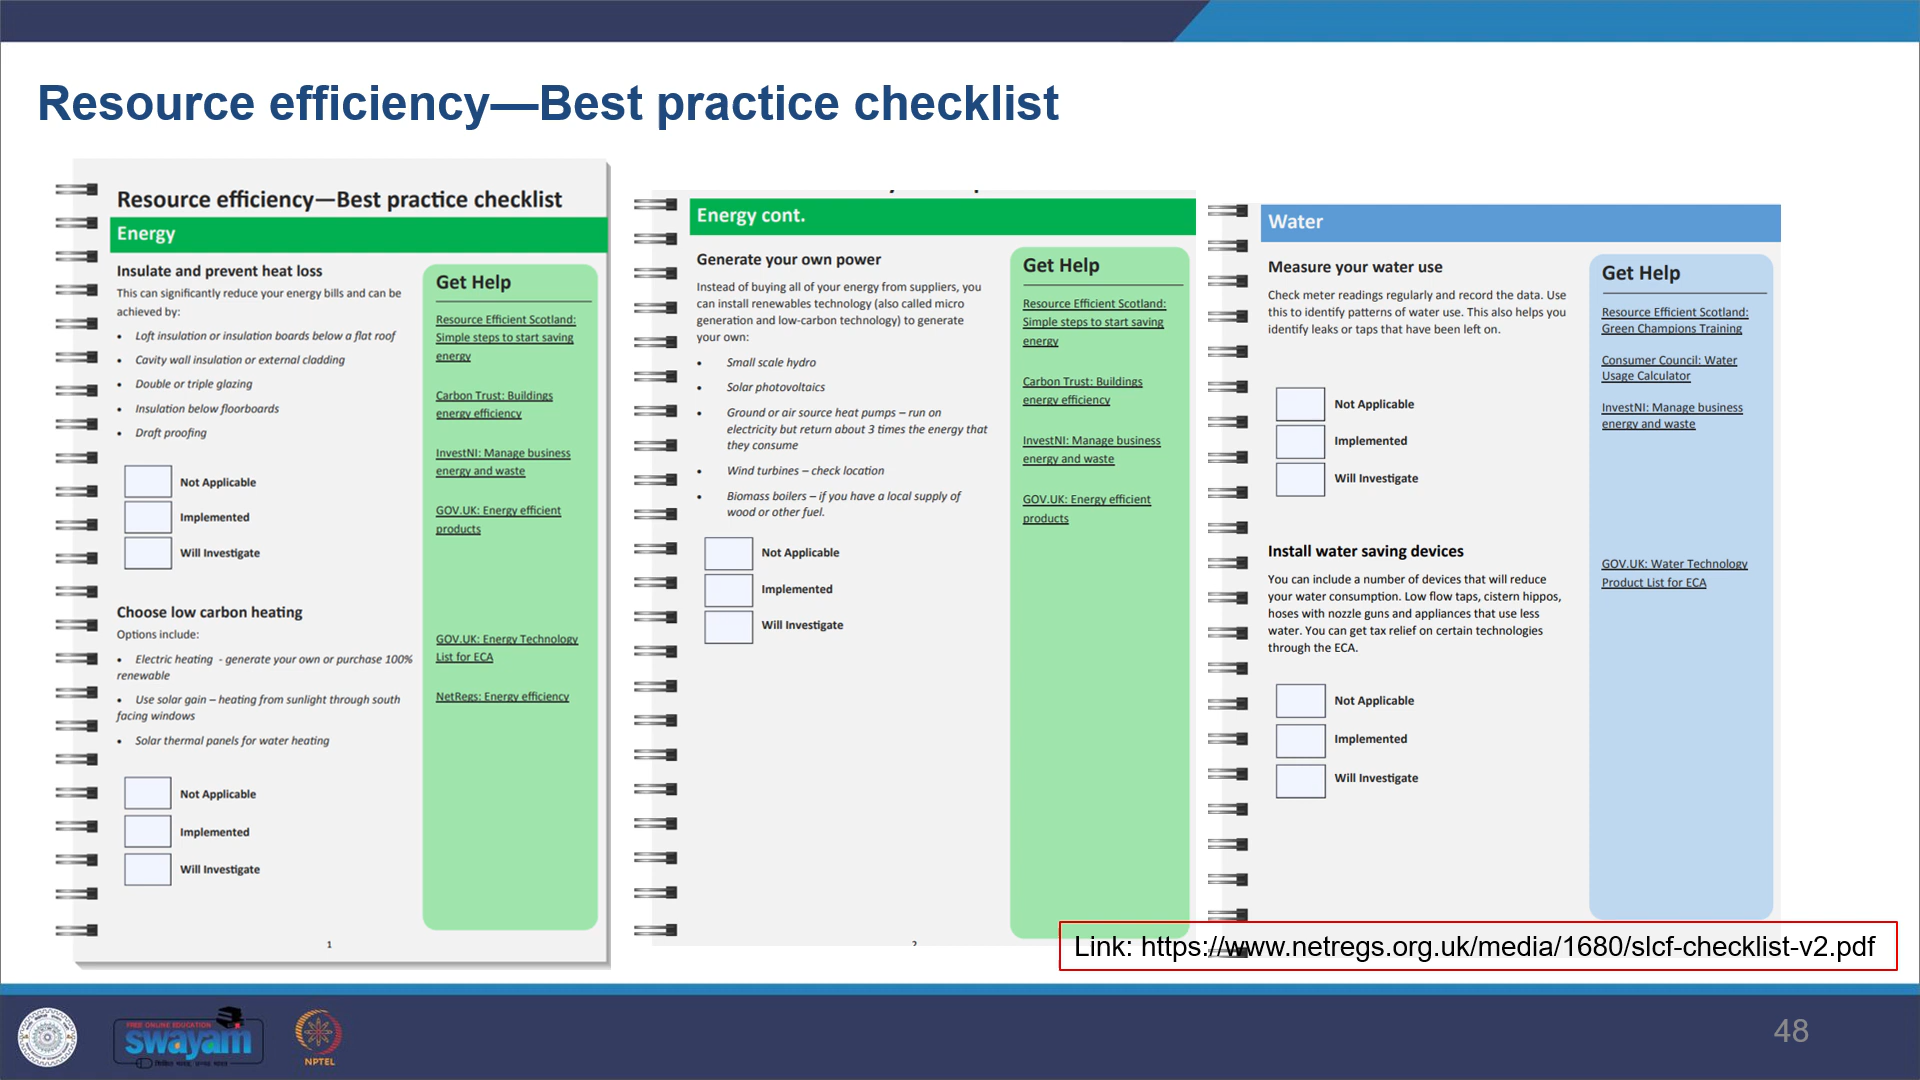 Resource efficiency—Best practice checklist
Resource efficiency—Best practice checklist
Energy
Insulate and prevent heat loss
This can significantly reduce your energy bills and can be
achieved by:
• Loft insulation or insulation boards below a flat roof
• Cavity wall insulation or external cladding
• Double or triple glazing
• Insulation below floorboards
• Draft proofing
Not Applicable
Implemented
Will Investigate
Choose low carbon heating
Options include:
• Electric heating - generate your own or purchase 100%
renewable
• Use solar gain – heating from sunlight through south
facing windows
• Solar thermal panels for water heating
Not Applicable
Implemented
Will Investigate
Get Help
Resource Efficient Scotland:
Simple steps to start saving
energy
Carbon Trust: Buildings
energy efficiency
InvestNI: Manage business
energy and waste
GOV.UK: Energy efficient
products
GOV.UK: Energy Technology
List for ECA
NetRegs: Energy efficiency
1
Energy cont.
Generate your own power
Instead of buying all of your energy from suppliers, you
can install renewables technology (also called micro
generation and low-carbon technology) to generate
your own:
• Small scale hydro
• Solar photovoltaics
• Ground or air source heat pumps – run on
electricity but return about 3 times the energy that
they consume
• Wind turbines – check location
• Biomass boilers – if you have a local supply of
wood or other fuel.
Not Applicable
Implemented
Will Investigate
Get Help
Resource Efficient Scotland:
Simple steps to start saving
energy
Carbon Trust: Buildings
energy efficiency
InvestNI: Manage business
energy and waste
GOV.UK: Energy efficient
products
2
Water
Measure your water use
Check meter readings regularly and record the data. Use
this to identify patterns of water use. This also helps you
identify leaks or taps that have been left on.
Not Applicable
Implemented
Will Investigate
Install water saving devices
You can include a number of devices that will reduce
your water consumption. Low flow taps, cistern hippos,
hoses with nozzle guns and appliances that use less
water. You can get tax relief on certain technologies
through the ECA.
Not Applicable
Implemented
Will Investigate
Get Help
Resource Efficient Scotland:
Green Champions Training
Consumer Council: Water
Usage Calculator
InvestNI: Manage business
energy and waste
GOV.UK: Water Technology
Product List for ECA
Link: https://www.netregs.org.uk/media/1680/slcf-checklist-v2.pdf
FREE ONLINE EDUCATION
swayam
NPTEL
48